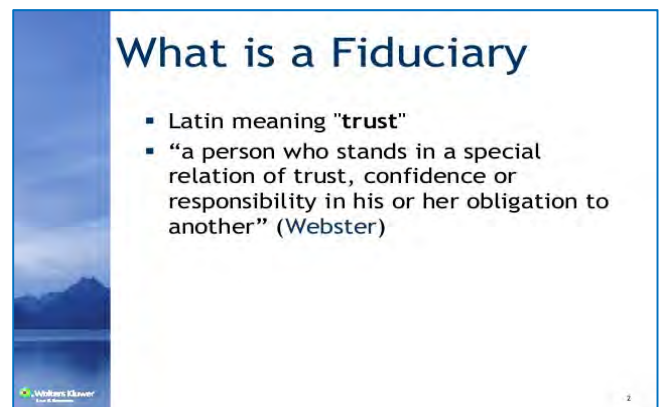 What is a Fiduciary
▪ Latin meaning "trust"
▪ “a person who stands in a special
relation of trust, confidence or
responsibility in his or her obligation to
another” (Webster)
Wolters Kluwer
2